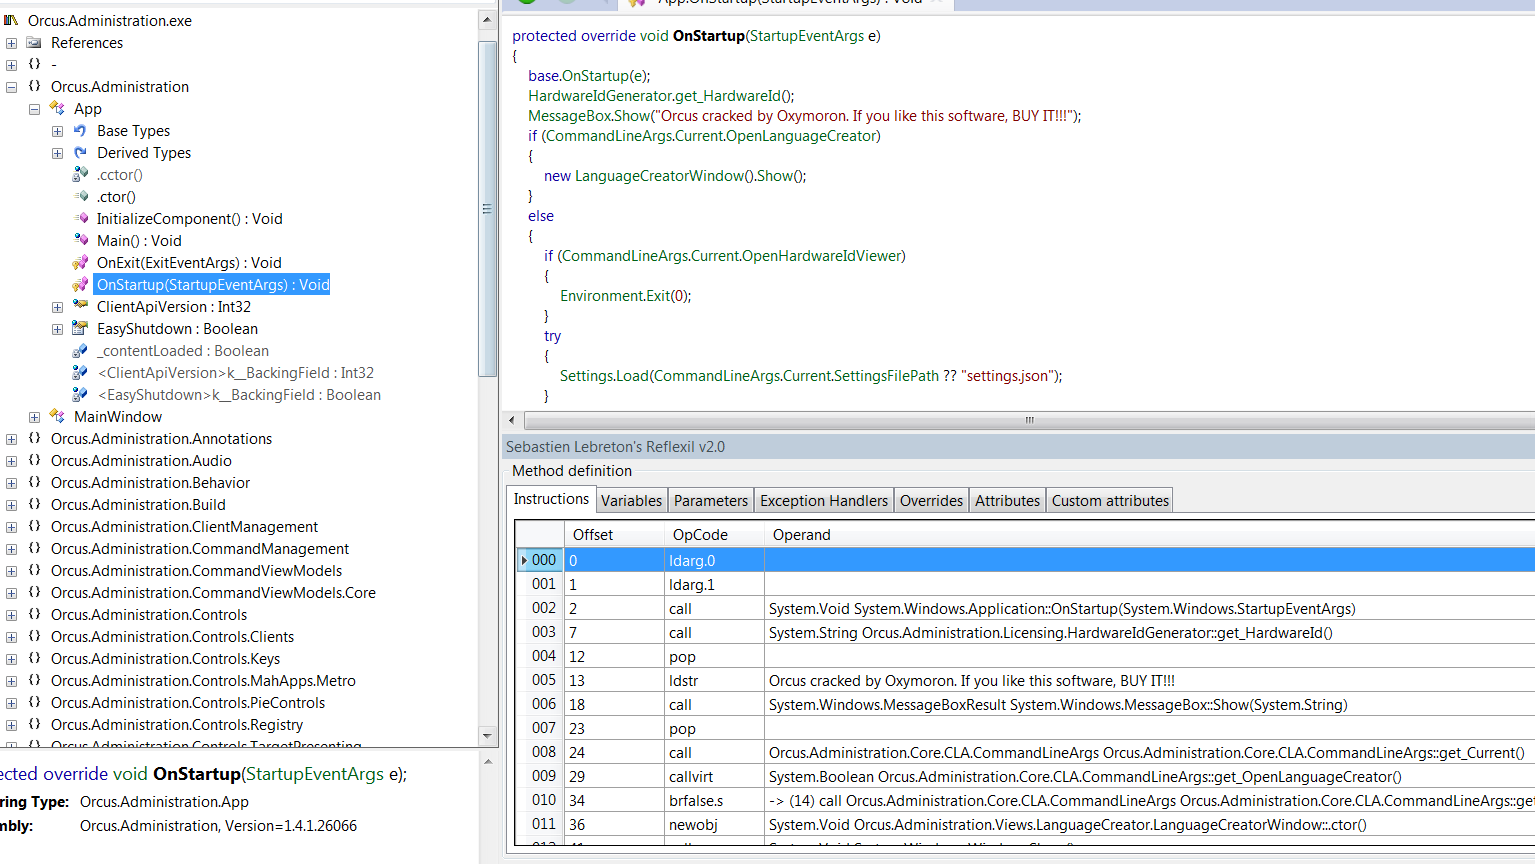 Orcus.Administration.exe
References
-
Orcus.Administration
App
Base Types
Derived Types
.cctor()
.ctor()
InitializeComponent() : Void
Main() : Void
OnExit(ExitEventArgs) : Void
OnStartup(StartupEventArgs) : Void
ClientApiVersion : Int32
EasyShutdown : Boolean
_contentLoaded : Boolean
<ClientApiVersion>k__BackingField : Int32
<EasyShutdown>k__BackingField : Boolean
MainWindow
Orcus.Administration.Annotations
Orcus.Administration.Audio
Orcus.Administration.Behavior
Orcus.Administration.Build
Orcus.Administration.ClientManagement
Orcus.Administration.CommandManagement
Orcus.Administration.CommandViewModels
Orcus.Administration.CommandViewModels.Core
Orcus.Administration.Controls
Orcus.Administration.Controls.Clients
Orcus.Administration.Controls.Keys
Orcus.Administration.Controls.MahApps.Metro
Orcus.Administration.Controls.PieControls
Orcus.Administration.Controls.Registry
Orcus.Administration.Controls.TargetPresenting
ected override void OnStartup(StartupEventArgs e);
ring Type: Orcus.Administration.App
mbly: Orcus.Administration, Version=1.4.1.26066
App.OnStartup(StartupEventArgs) : Void
protected override void OnStartup(StartupEventArgs e)
{
base.OnStartup(e);
HardwareIdGenerator.get_HardwareId();
MessageBox.Show("Orcus cracked by Oxymoron. If you like this software, BUY IT!!!");
if (CommandLineArgs.Current.OpenLanguageCreator)
{
new LanguageCreatorWindow().Show();
}
else
{
if (CommandLineArgs.Current.OpenHardwareIdViewer)
{
Environment.Exit(0);
}
try
{
Settings.Load(CommandLineArgs.Current.SettingsFilePath ?? "settings.json");
}
Sebastien Lebreton's Reflexil v2.0
Method definition
Instructions Variables Parameters Exception Handlers Overrides Attributes Custom attributes
Offset OpCode Operand
000 0 ldarg.0
001 1 ldarg.1
002 2 call System.Void System.Windows.Application::OnStartup(System.Windows.StartupEventArgs)
003 7 call System.String Orcus.Administration.Licensing.HardwareIdGenerator::get_HardwareId()
004 12 pop
005 13 ldstr Orcus cracked by Oxymoron. If you like this software, BUY IT!!!
006 18 call System.Windows.MessageBoxResult System.Windows.MessageBox::Show(System.String)
007 23 pop
008 24 call Orcus.Administration.Core.CLA.CommandLineArgs Orcus.Administration.Core.CLA.CommandLineArgs::get_Current()
009 29 callvirt System.Boolean Orcus.Administration.Core.CLA.CommandLineArgs::get_OpenLanguageCreator()
010 34 brfalse.s -> (14) call Orcus.Administration.Core.CLA.CommandLineArgs Orcus.Administration.Core.CLA.CommandLineArgs::get
011 36 newobj System.Void Orcus.Administration.Views.LanguageCreator.LanguageCreatorWindow::.ctor()